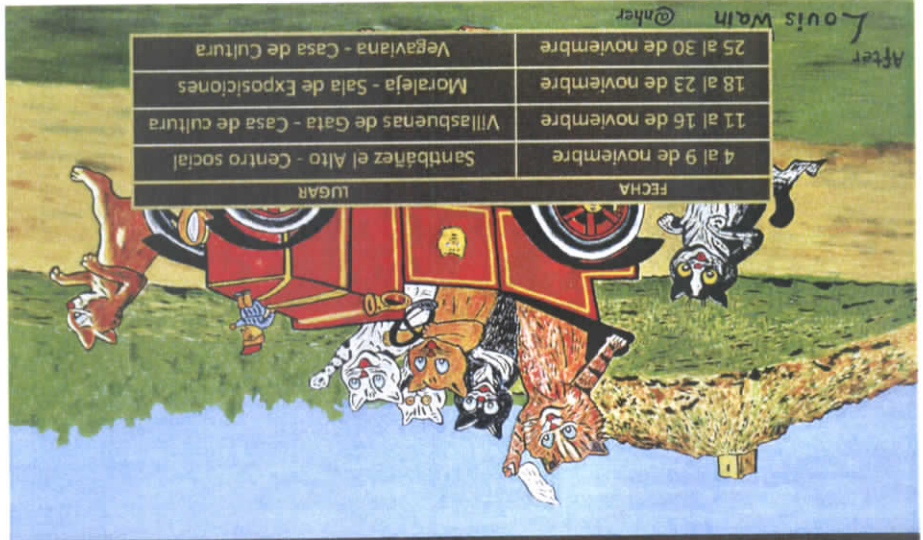 FECHA LUGAR
4 al 9 de noviembre Santibáñez el Alto - Centro social
11 al 16 de noviembre Villasbuenas de Gata - Casa de cultura
18 al 23 de noviembre Moraleja - Sala de Exposiciones
25 al 30 de noviembre Vegaviana - Casa de Cultura
After
Louis Wain @nher